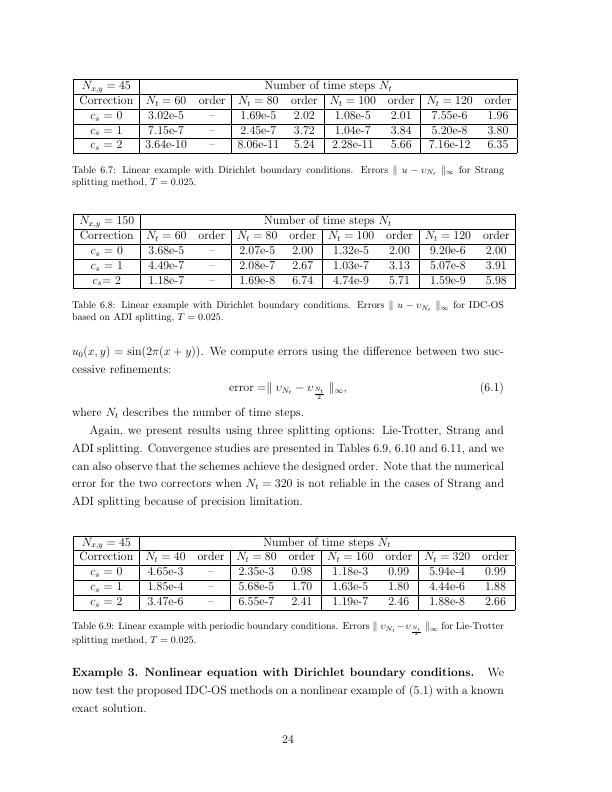 N_{x,y} = 45 Number of time steps N_t
Correction N_t = 60 order N_t = 80 order N_t = 100 order N_t = 120 order
c_s = 0 3.02e-5 – 1.69e-5 2.02 1.08e-5 2.01 7.55e-6 1.96
c_s = 1 7.15e-7 – 2.45e-7 3.72 1.04e-7 3.84 5.20e-8 3.80
c_s = 2 3.64e-10 – 8.06e-11 5.24 2.28e-11 5.66 7.16e-12 6.35
Table 6.7: Linear example with Dirichlet boundary conditions. Errors ‖ u − υ_{N_t} ‖_∞ for Strang
splitting method, T = 0.025.
N_{x,y} = 150 Number of time steps N_t
Correction N_t = 60 order N_t = 80 order N_t = 100 order N_t = 120 order
c_s = 0 3.68e-5 – 2.07e-5 2.00 1.32e-5 2.00 9.20e-6 2.00
c_s = 1 4.49e-7 – 2.08e-7 2.67 1.03e-7 3.13 5.07e-8 3.91
c_s= 2 1.18e-7 – 1.69e-8 6.74 4.74e-9 5.71 1.59e-9 5.98
Table 6.8: Linear example with Dirichlet boundary conditions. Errors ‖ u − υ_{N_t} ‖_∞ for IDC-OS
based on ADI splitting, T = 0.025.
u_0(x, y) = sin(2π(x + y)). We compute errors using the difference between two suc-
cessive refinements:
error =‖ υ_{N_t} − υ_{\frac{N_t}{2}} ‖_∞, (6.1)
where N_t describes the number of time steps.
Again, we present results using three splitting options: Lie-Trotter, Strang and
ADI splitting. Convergence studies are presented in Tables 6.9, 6.10 and 6.11, and we
can also observe that the schemes achieve the designed order. Note that the numerical
error for the two correctors when N_t = 320 is not reliable in the cases of Strang and
ADI splitting because of precision limitation.
N_{x,y} = 45 Number of time steps N_t
Correction N_t = 40 order N_t = 80 order N_t = 160 order N_t = 320 order
c_s = 0 4.65e-3 – 2.35e-3 0.98 1.18e-3 0.99 5.94e-4 0.99
c_s = 1 1.85e-4 – 5.68e-5 1.70 1.63e-5 1.80 4.44e-6 1.88
c_s = 2 3.47e-6 – 6.55e-7 2.41 1.19e-7 2.46 1.88e-8 2.66
Table 6.9: Linear example with periodic boundary conditions. Errors ‖ υ_{N_t} − υ_{\frac{N_t}{2}} ‖_∞ for Lie-Trotter
splitting method, T = 0.025.
Example 3. Nonlinear equation with Dirichlet boundary conditions. We
now test the proposed IDC-OS methods on a nonlinear example of (5.1) with a known
exact solution.
24